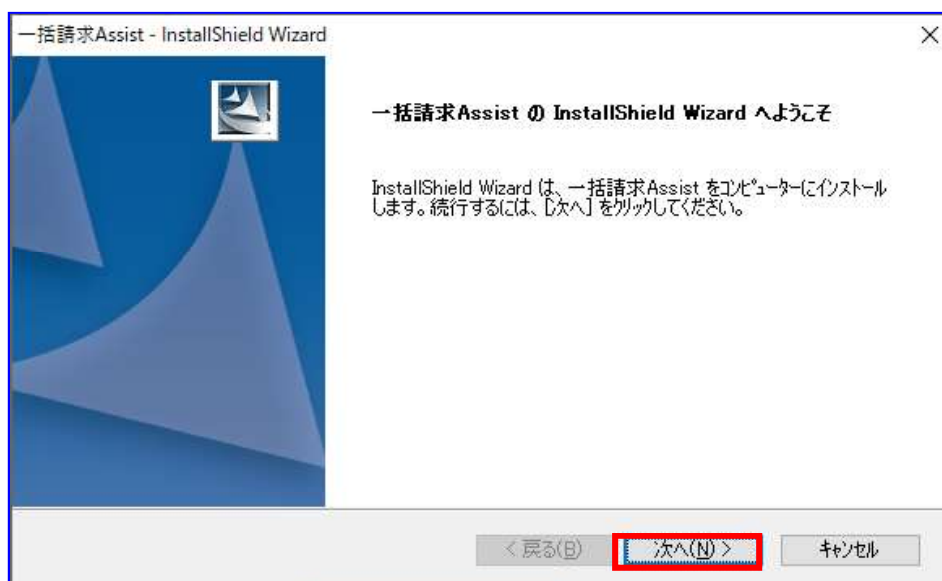 一括請求Assist - InstallShield Wizard
一括請求Assist の InstallShield Wizard へようこそ
InstallShield Wizard は、一括請求Assist をコンピューターにインストール
します。続行するには、[次へ] をクリックしてください。
< 戻る(B)
次へ(N) >
キャンセル